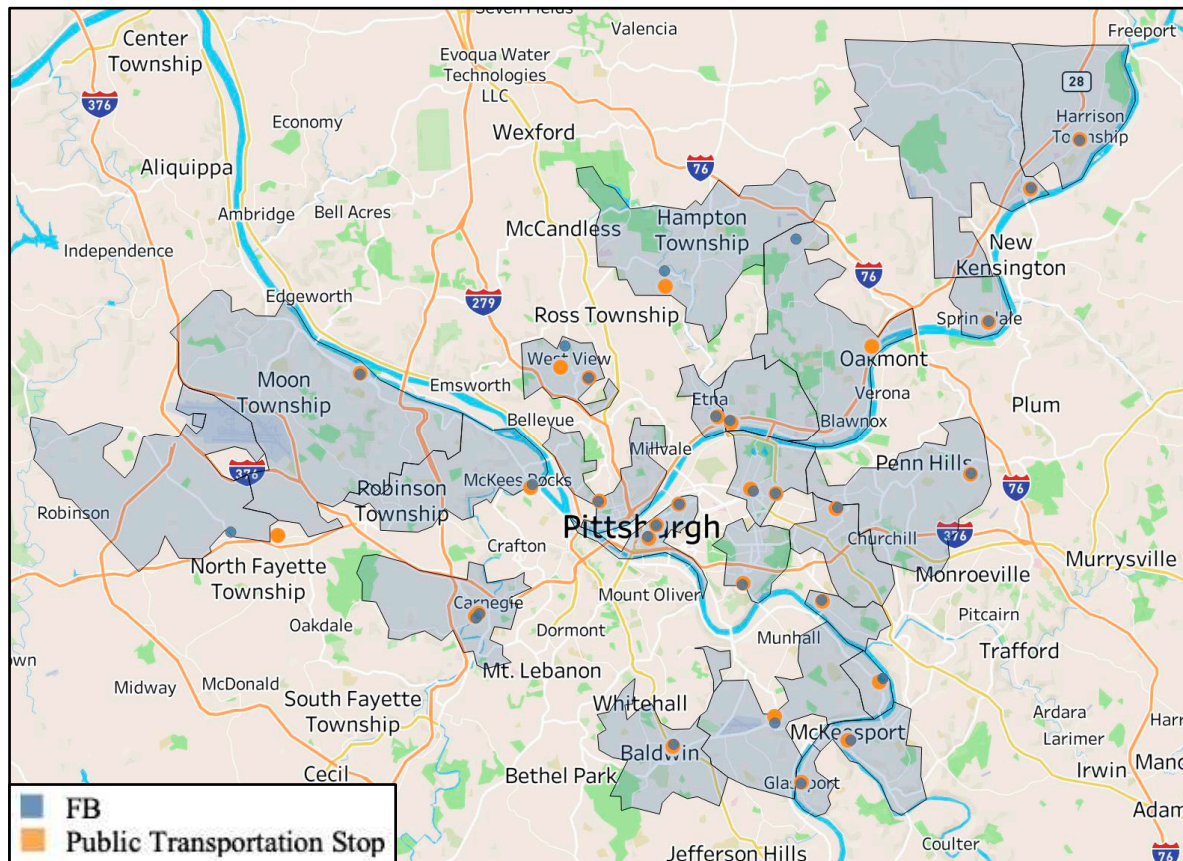 Seven Fields
Valencia
Freeport
Center
Township
Evoqua Water
Technologies
LLC
376
28
Economy
Wexford
Harrison
Township
Aliquippa
76
Ambridge
Bell Acres
McCandless
Hampton
Township
Independence
New
Kensington
76
Edgeworth
279
Ross Township
Springdale
West View
Oakmont
Moon
Township
Emsworth
Etna
Verona
Plum
Bellevue
Blawnox
Millvale
376
McKees Rocks
Penn Hills
76
Robinson
Robinson
Township
Pittsburgh
Crafton
Churchill
376
Murrysville
North Fayette
Township
Monroeville
Mount Oliver
Carnegie
Pitcairn
Oakdale
Dormont
Munhall
Trafford
Mt. Lebanon
Midway
McDonald
South Fayette
Township
Whitehall
Ardara
Larimer
Harr
McKeesport
Baldwin
Irwin
Cecil
Bethel Park
Glassport
FB
Public Transportation Stop
Adam
Coulter
Jefferson Hills
76